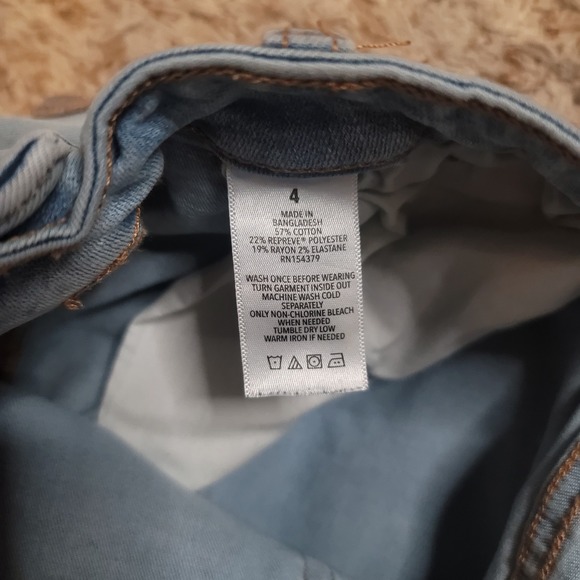 4
MADE IN
BANGLADESH
57% COTTON
22% REPREVE® POLYESTER
19% RAYON 2% ELASTANE
RN154379
WASH ONCE BEFORE WEARING
TURN GARMENT INSIDE OUT
MACHINE WASH COLD
SEPARATELY
ONLY NON-CHLORINE BLEACH
WHEN NEEDED
TUMBLE DRY LOW
WARM IRON IF NEEDED